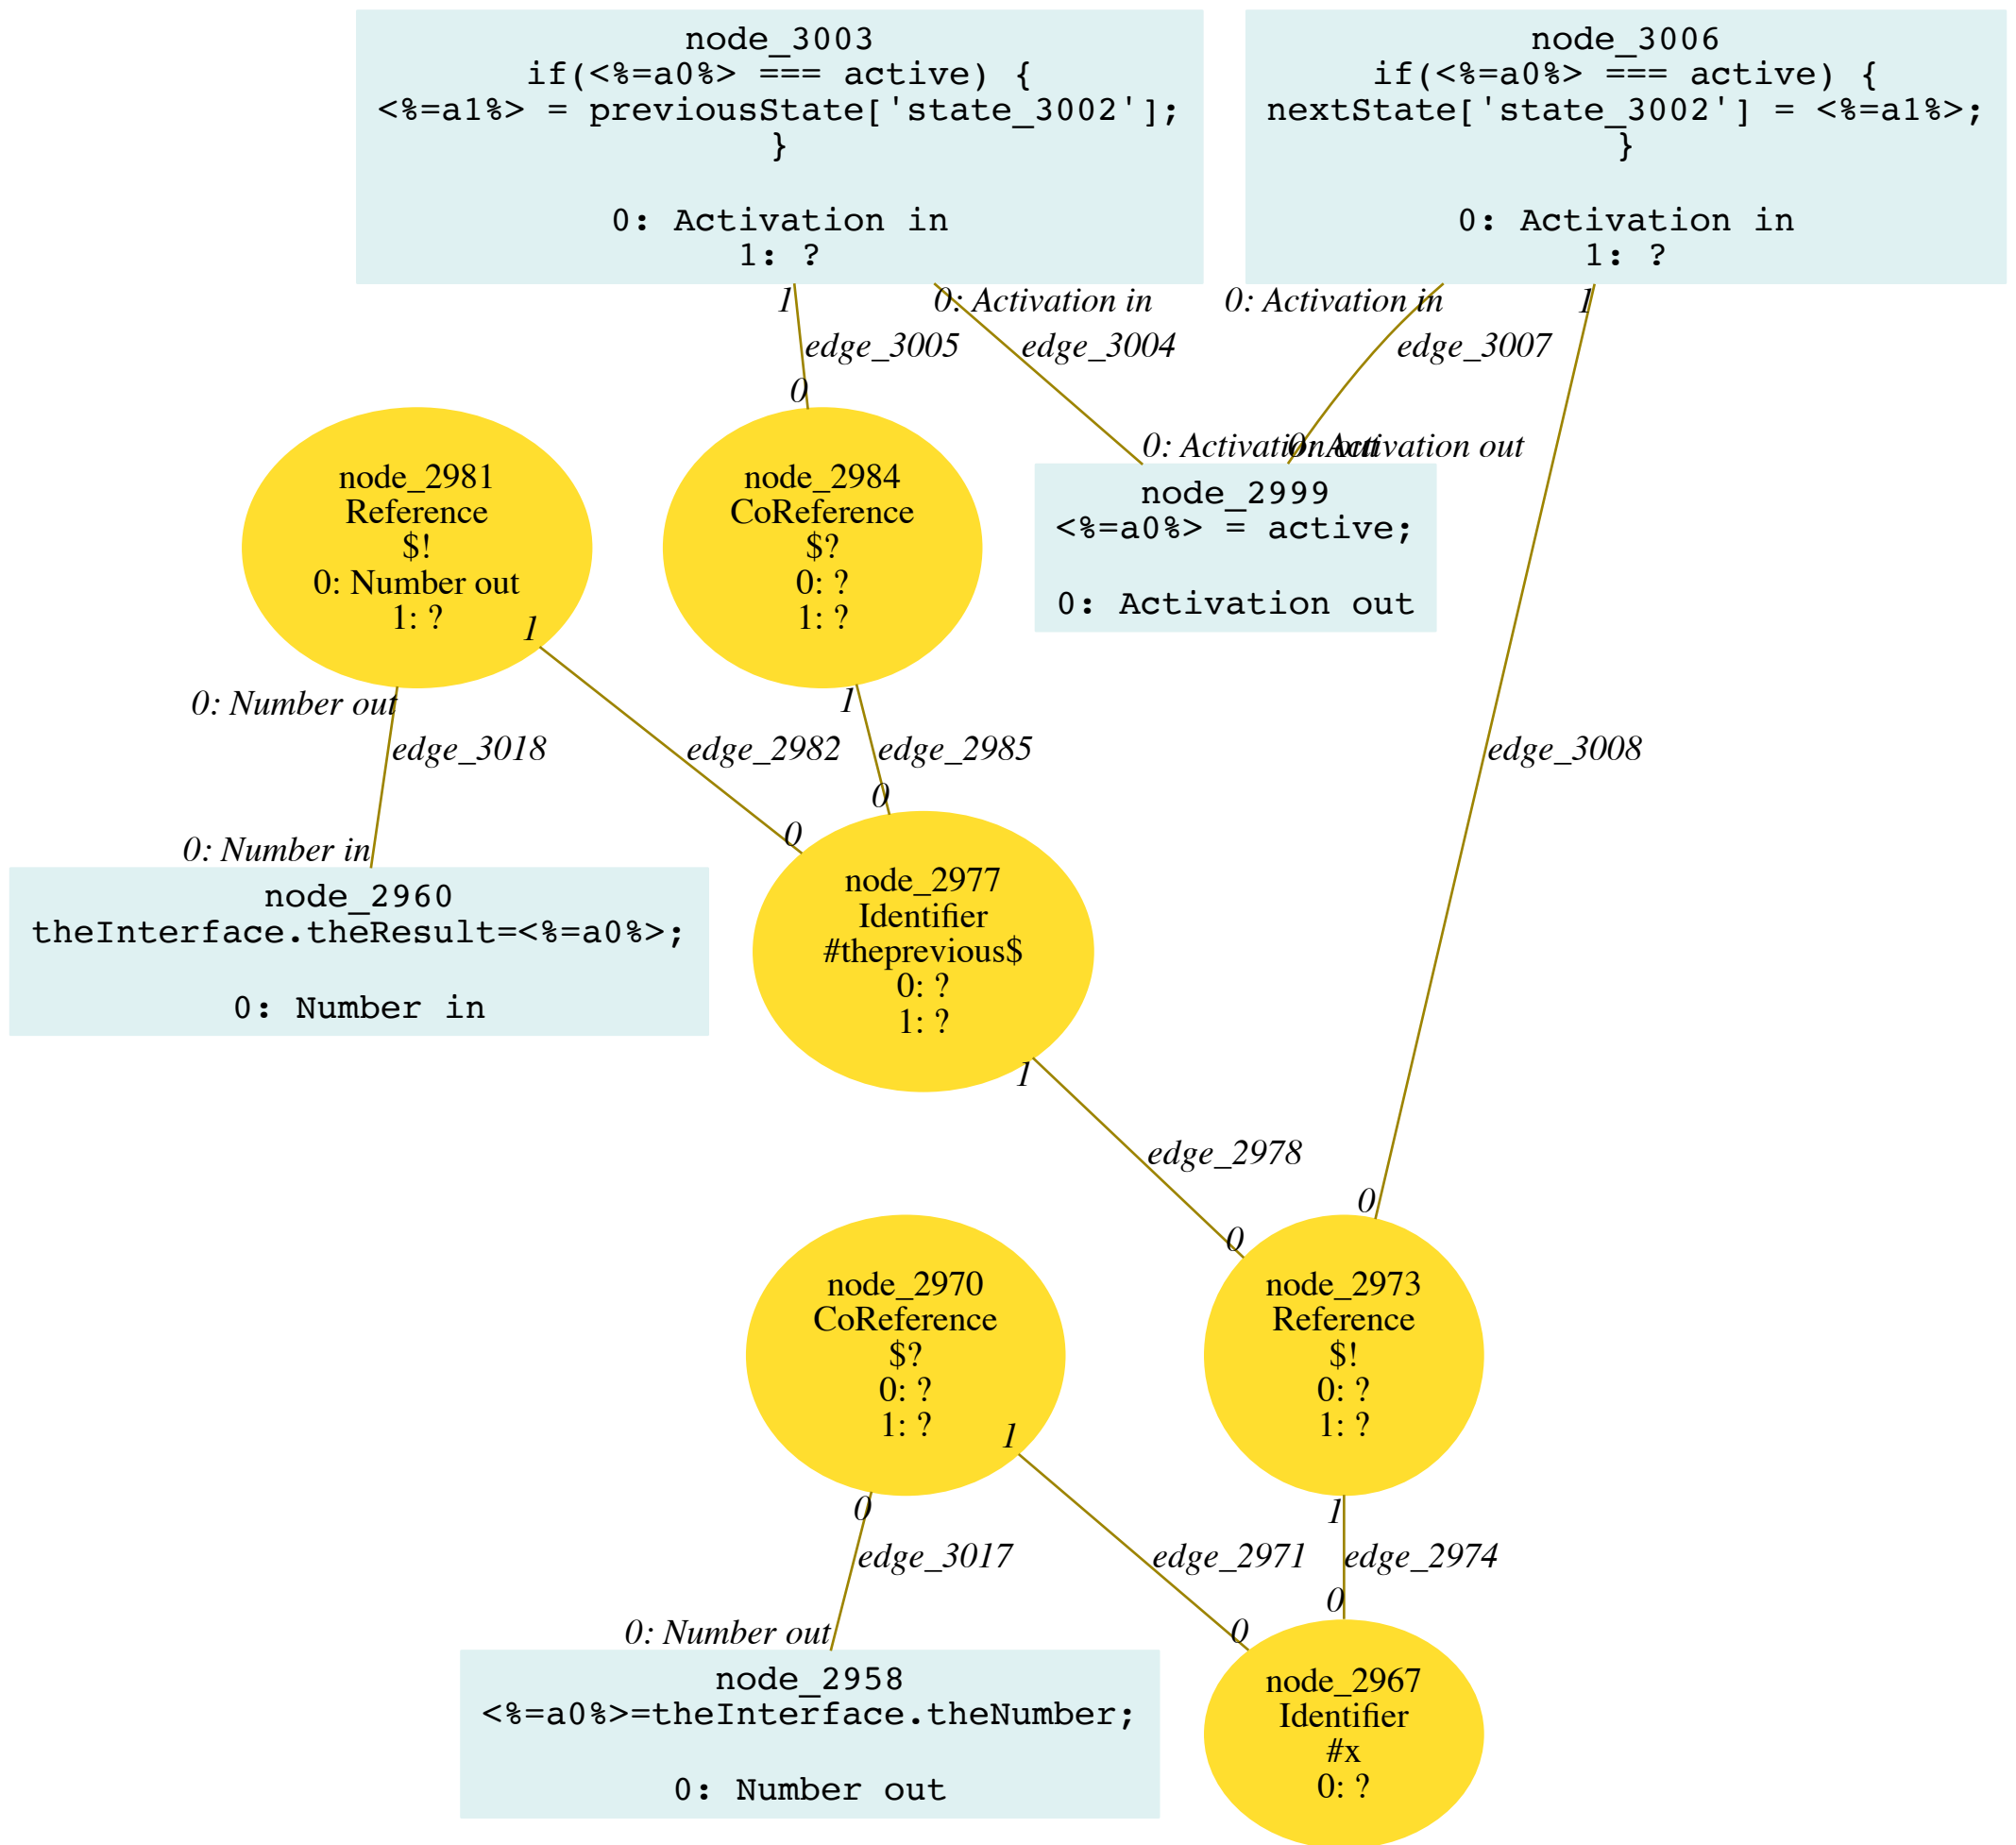 node_3003
if(<%=a0%> === active) {
<%=a1%> = previousState['state_3002'];
}
0: Activation in
1: ?
node_3006
if(<%=a0%> === active) {
nextState['state_3002'] = <%=a1%>;
}
0: Activation in
1: ?
1
0: Activation in
0: Activation in
1
edge_3005
edge_3004
edge_3007
0
0: Activation out
0: Activation out
node_2981
Reference
$!
0: Number out
1: ?
1
node_2984
CoReference
$?
0: ?
1: ?
node_2999
<%=a0%> = active;
0: Activation out
0: Number out
1
edge_3018
edge_2982
edge_2985
edge_3008
0: Number in
0
0
node_2960
theInterface.theResult=<%=a0%>;
0: Number in
node_2977
Identifier
#theprevious$
0: ?
1: ?
1
edge_2978
0
0
node_2970
CoReference
$?
0: ?
1: ?
1
node_2973
Reference
$!
0: ?
1: ?
0
1
edge_3017
edge_2971
edge_2974
0: Number out
0
0
node_2958
<%=a0%>=theInterface.theNumber;
0: Number out
node_2967
Identifier
#x
0: ?